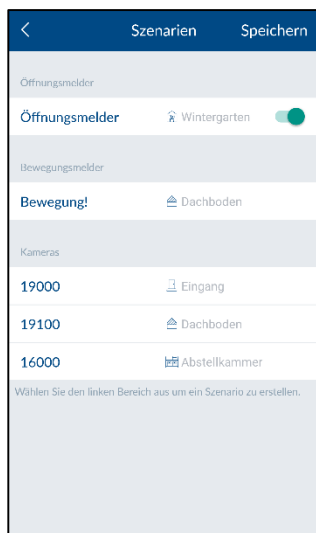 Szenarien Speichern
Öffnungsmelder
Öffnungsmelder Wintergarten
Bewegungsmelder
Bewegung! Dachboden
Kameras
19000 Eingang
19100 Dachboden
16000 Abstellkammer
Wählen Sie den linken Bereich aus um ein Szenario zu erstellen.